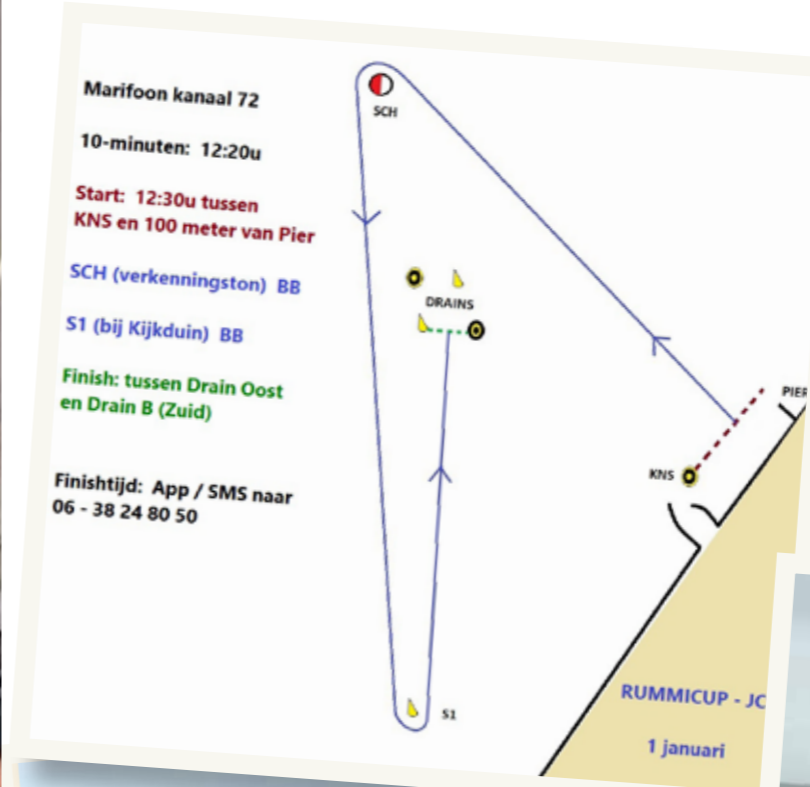 Marifoon kanaal 72
10-minuten: 12:20u
Start: 12:30u tussen
KNS en 100 meter van Pier
SCH (verkenningston) BB
S1 (bij Kijkduin) BB
Finish: tussen Drain Oost
en Drain B (Zuid)
Finishtijd: App / SMS naar
06 - 38 24 80 50
SCH
DRAINS
PIER
KNS
S1
RUMMICUP - JC
1 januari